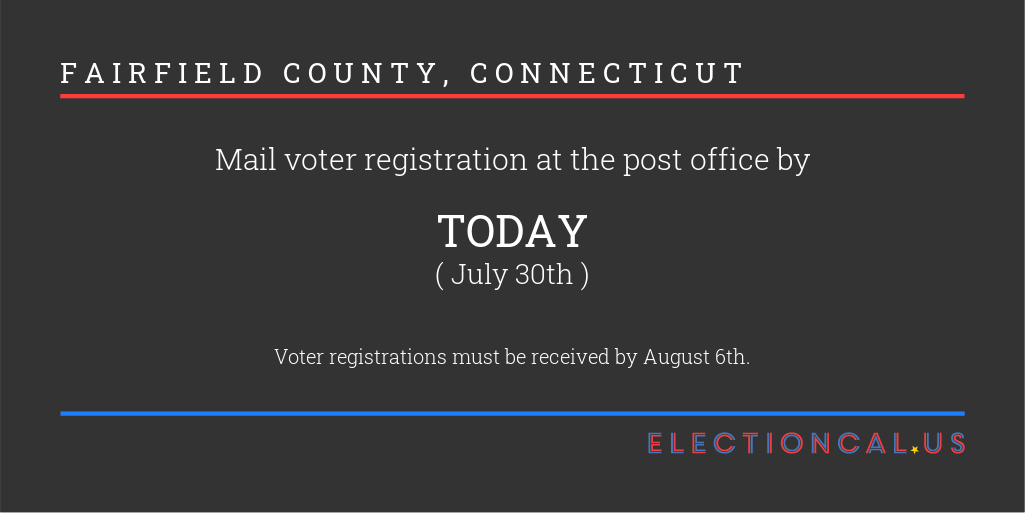 FAIRFIELD COUNTY, CONNECTICUT
Mail voter registration at the post office by
TODAY
( July 30th )
Voter registrations must be received by August 6th.
ELECTIONCAL.US